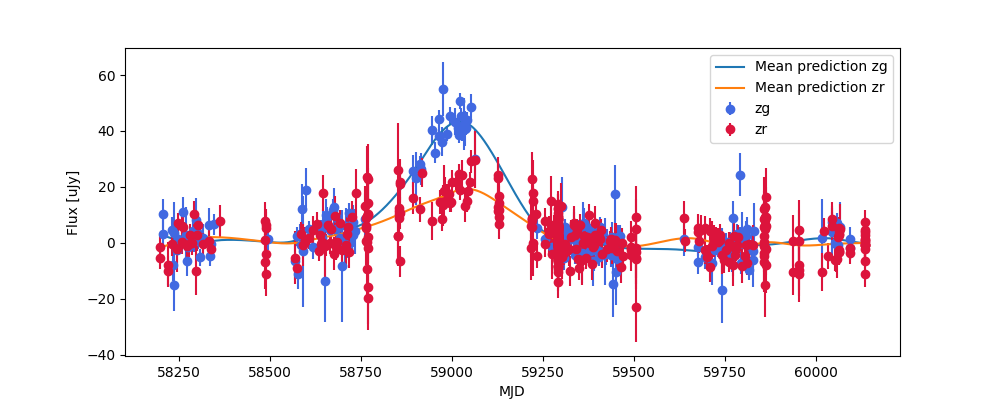 Flux [uJy]
60
40
20
0
−20
−40
Mean prediction zg
Mean prediction zr
zg
zr
58250
58500
58750
59000
59250
59500
59750
60000
MJD